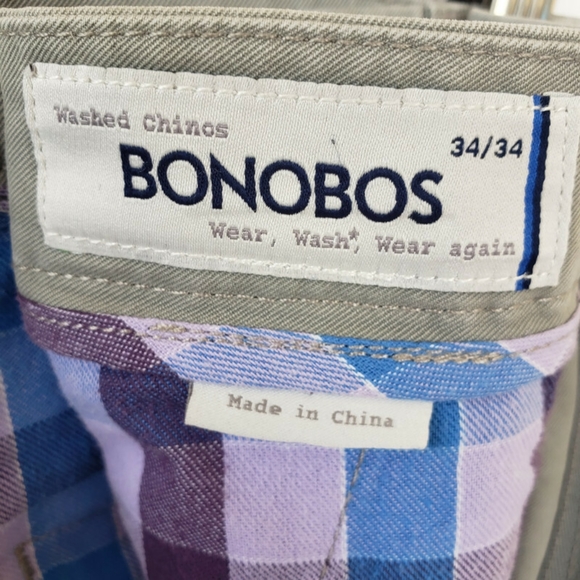 Washed Chinos
34/34
BONOBOS
Wear, Wash*, Wear again
Made in China